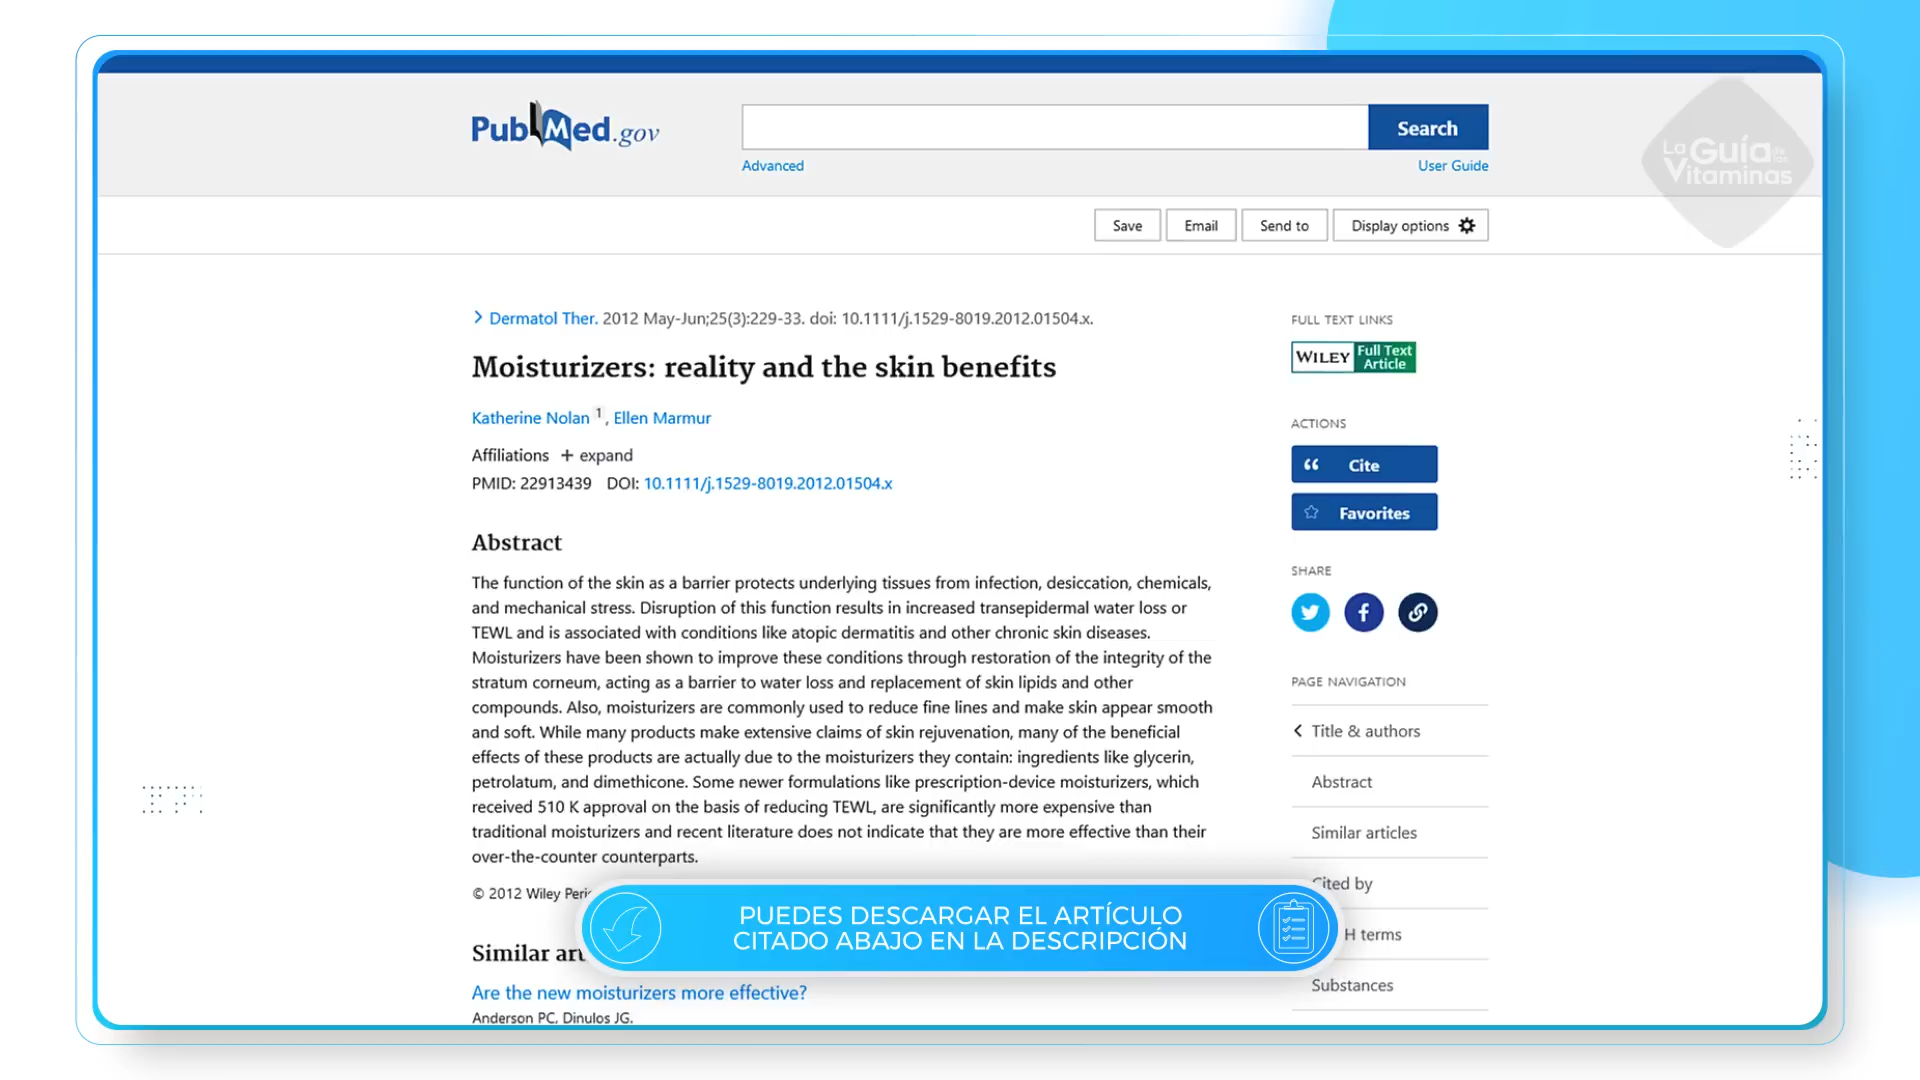 PubMed.gov
Search
Advanced
User Guide
La Guía de las
Vitaminas
Save
Email
Send to
Display options
Dermatol Ther. 2012 May-Jun;25(3):229-33. doi: 10.1111/j.1529-8019.2012.01504.x.
Moisturizers: reality and the skin benefits
Katherine Nolan 1, Ellen Marmur
Affiliations + expand
PMID: 22913439 DOI: 10.1111/j.1529-8019.2012.01504.x
Abstract
The function of the skin as a barrier protects underlying tissues from infection, desiccation, chemicals,
and mechanical stress. Disruption of this function results in increased transepidermal water loss or
TEWL and is associated with conditions like atopic dermatitis and other chronic skin diseases.
Moisturizers have been shown to improve these conditions through restoration of the integrity of the
stratum corneum, acting as a barrier to water loss and replacement of skin lipids and other
compounds. Also, moisturizers are commonly used to reduce fine lines and make skin appear smooth
and soft. While many products make extensive claims of skin rejuvenation, many of the beneficial
effects of these products are actually due to the moisturizers they contain: ingredients like glycerin,
petrolatum, and dimethicone. Some newer formulations like prescription-device moisturizers, which
received 510 K approval on the basis of reducing TEWL, are significantly more expensive than
traditional moisturizers and recent literature does not indicate that they are more effective than their
over-the-counter counterparts.
© 2012 Wiley
Similar
Are the new moisturizers more effective?
Anderson PC, Dinulos JG.
FULL TEXT LINKS
WILEY Full Text
Article
ACTIONS
Cite
Favorites
SHARE
PAGE NAVIGATION
Title & authors
Abstract
Similar articles
Cited by
H terms
Substances
PUEDES DESCARGAR EL ARTÍCULO
CITADO ABAJO EN LA DESCRIPCIÓN